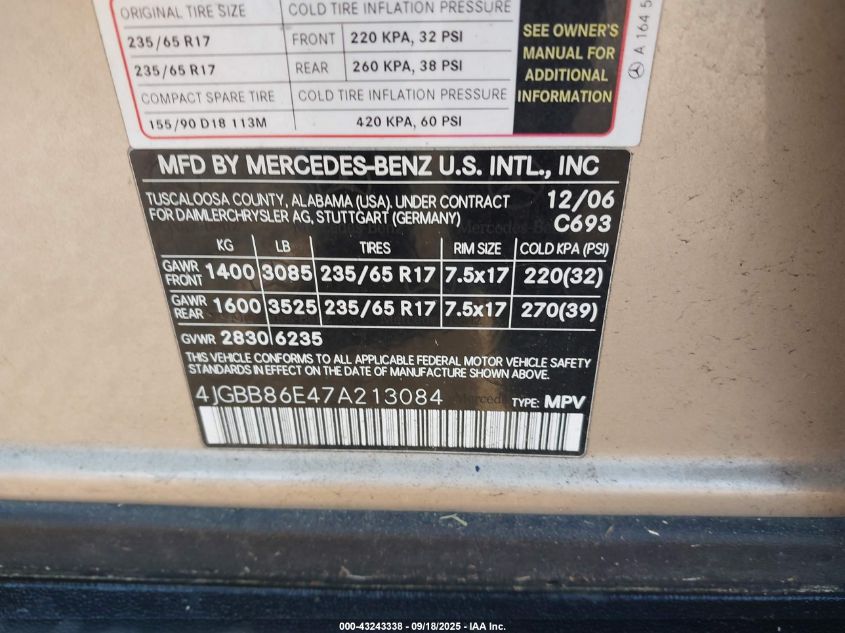 ORIGINAL TIRE SIZE COLD TIRE INFLATION PRESSURE
235/65 R17 FRONT 220 KPA, 32 PSI
235/65 R17 REAR 260 KPA, 38 PSI
COMPACT SPARE TIRE COLD TIRE INFLATION PRESSURE
155/90 D18 113M 420 KPA, 60 PSI
SEE OWNER'S
MANUAL FOR
ADDITIONAL
INFORMATION
A 164 5
MFD BY MERCEDES-BENZ U.S. INTL., INC
TUSCALOOSA COUNTY, ALABAMA (USA). UNDER CONTRACT 12/06
FOR DAIMLERCHRYSLER AG, STUTTGART (GERMANY) C693
KG LB TIRES RIM SIZE COLD KPA (PSI)
GAWR FRONT 1400 3085 235/65 R17 7.5x17 220(32)
GAWR REAR 1600 3525 235/65 R17 7.5x17 270(39)
GVWR 2830 6235
THIS VEHICLE CONFORMS TO ALL APPLICABLE FEDERAL MOTOR VEHICLE SAFETY
STANDARDS IN EFFECT ON THE DATE OF MANUFACTURE SHOWN ABOVE.
4JGBB86E47A213084 TYPE: MPV
000-43243338 - 09/18/2025 - IAA Inc.